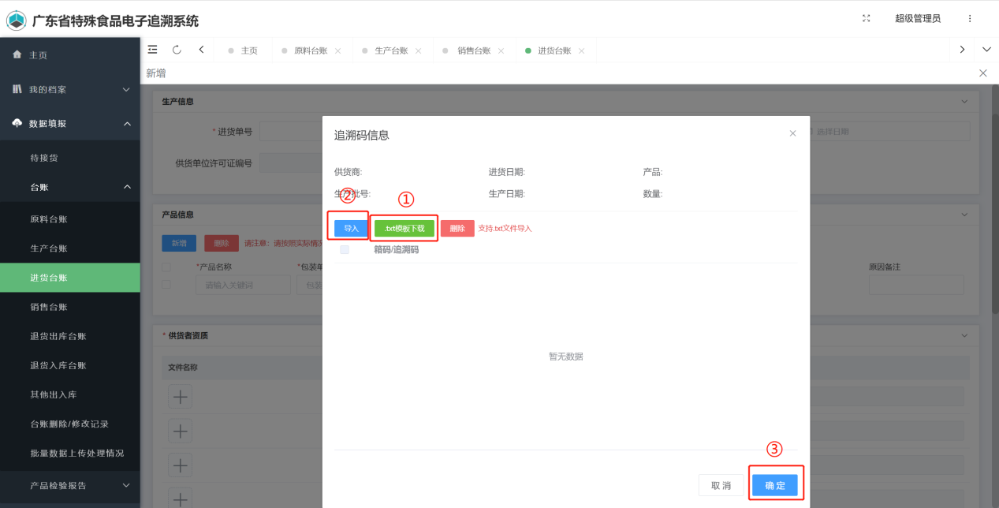 广东省特殊食品电子追溯系统
超级管理员
主页
我的档案
数据填报
待接货
台账
原料台账
生产台账
进货台账
销售台账
退货出库台账
退货入库台账
其他出入库
台账删除/修改记录
批量数据上传处理情况
产品检验报告
主页 原料台账 生产台账 销售台账 进货台账
新增
生产信息
*进货单号
选择日期
供货单位许可证编号
产品信息
新增 删除 请注意: 请按照实际情况
*产品名称 *包装单 原因备注
请输入关键词 包装
* 供货者资质
文件名称
追溯码信息
供货商: 进货日期: 产品:
生产批号: 生产日期: 数量:
② ①
导入 .txt模板下载 删除 支持.txt文件导入
箱码/追溯码
暂无数据
③
取消 确定